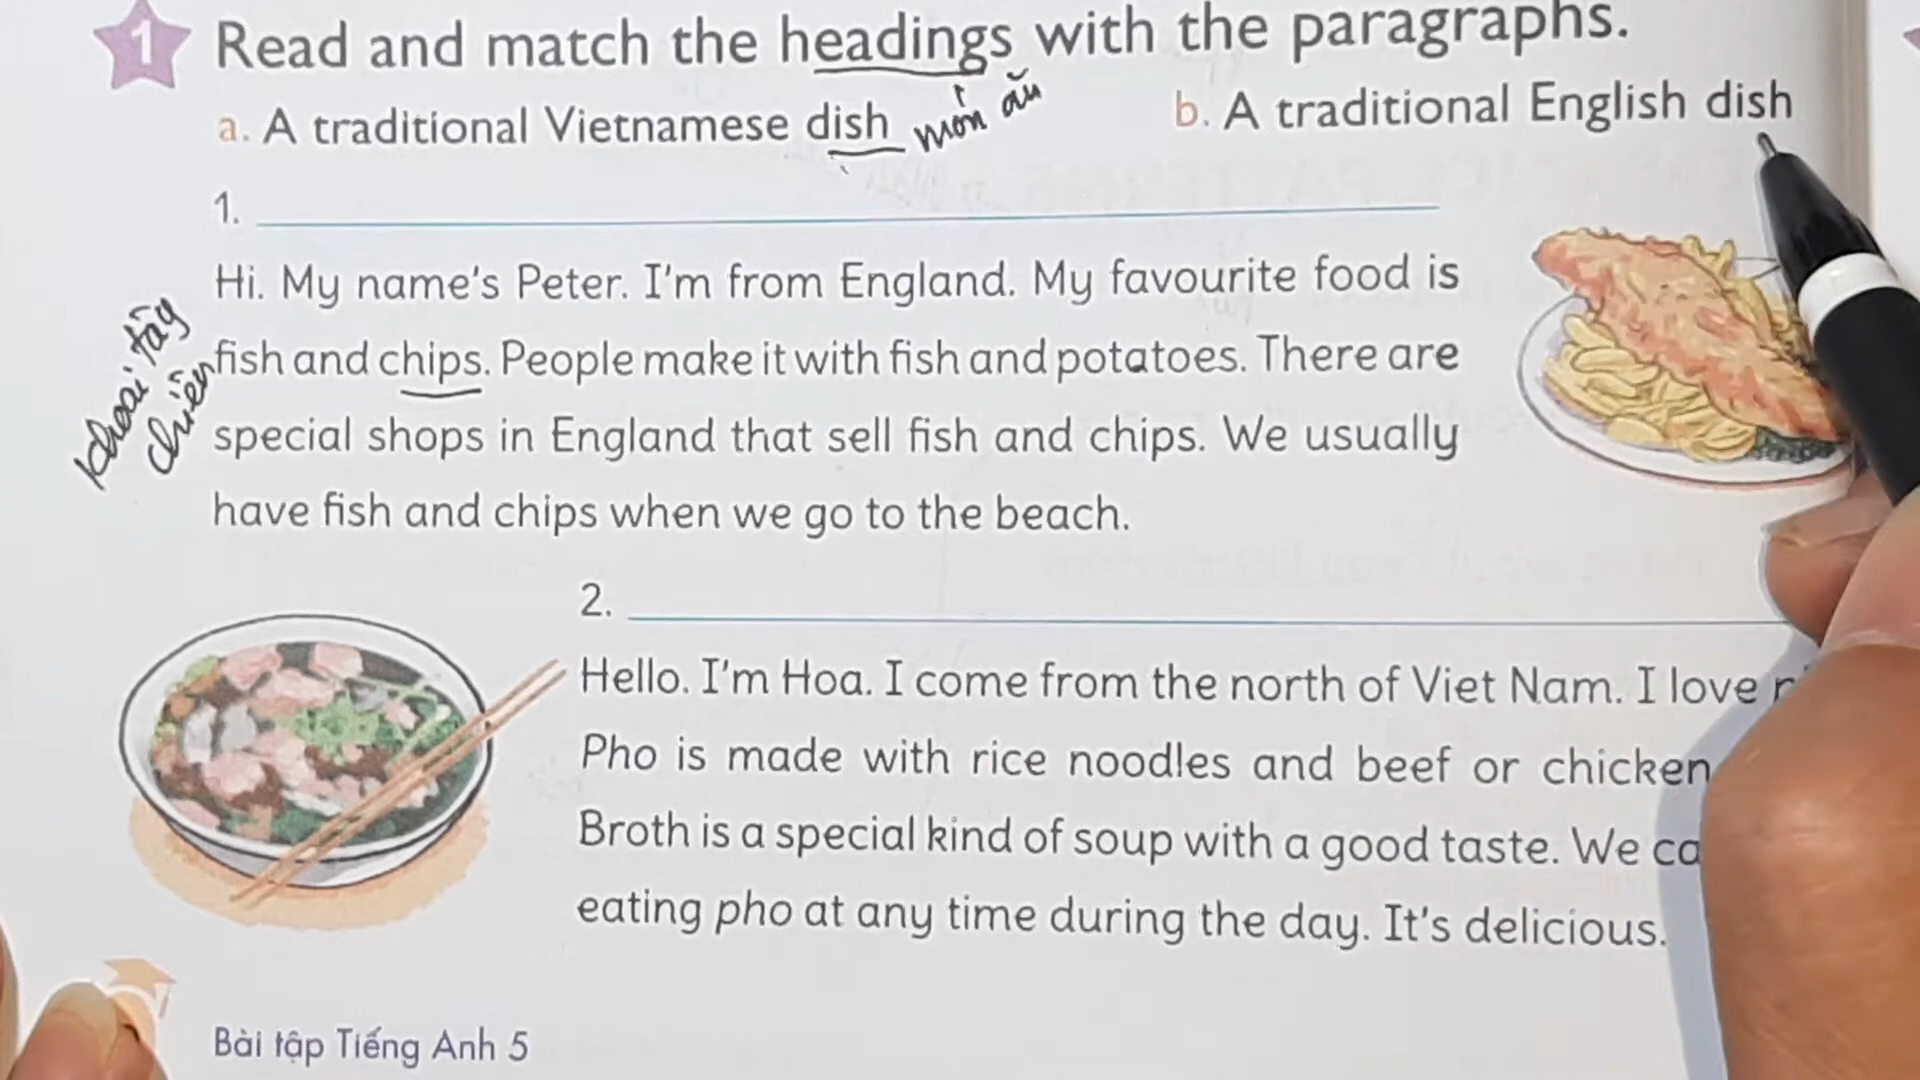 1 Read and match the headings with the paragraphs.
a. A traditional Vietnamese dish món ăn b. A traditional English dish
1.
Hi. My name's Peter. I'm from England. My favourite food is
khoai tây chiên
fish and chips. People make it with fish and potatoes. There are
special shops in England that sell fish and chips. We usually
have fish and chips when we go to the beach.
2.
Hello. I'm Hoa. I come from the north of Viet Nam. I love
Pho is made with rice noodles and beef or chicken
Broth is a special kind of soup with a good taste. We
eating pho at any time during the day. It's delicious.
Bài tập Tiếng Anh 5